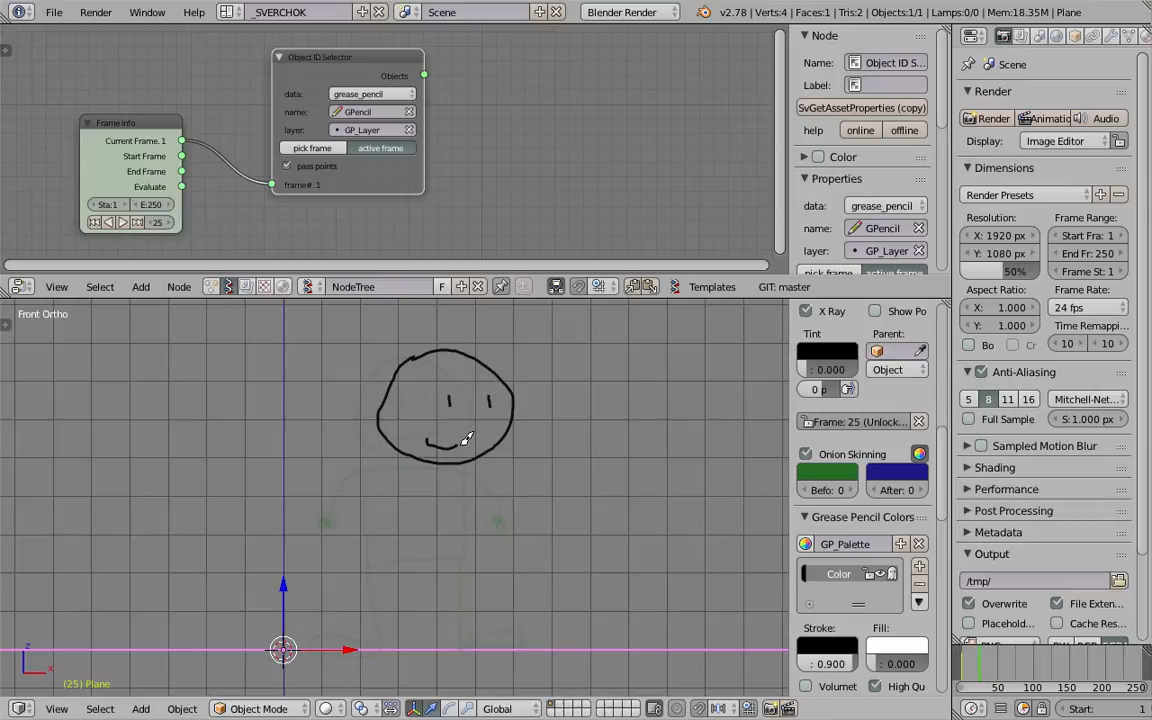 File Render Window Help _SVERCHOK Scene Blender Render v2.78 | Verts:4 | Faces:1 | Tris:2 | Objects:1/1 | Lamps:0/0 | Mem:18.35M | Plane
Object ID Selector
Objects
data: grease_pencil
name: GPencil
layer: GP_Layer
pick frame active frame
pass points
frame#. 1
Frame info
Current Frame. 1
Start Frame
End Frame
Evaluate
Sta:1 E:250
25
Node
Name: Object ID S...
Label:
SvGetAssetProperties (copy)
help online offline
Color
Properties
data: grease_pencil
name: GPencil
layer: GP_Layer
pick frame active frame
View Select Add Node NodeTree F Templates GIT: master
Front Ortho
(25) Plane
X Ray Show Po
Tint Parent:
: 0.000 Object
0 p
Frame: 25 (Unlock...
Onion Skinning
Befo: 0 After: 0
Grease Pencil Colors
GP_Palette
Color
Stroke: Fill:
0.900 : 0.000
Volumet High Qu
View Select Add Object Object Mode Global
Scene
Render
Render Animatic Audio
Display: Image Editor
Dimensions
Render Presets
Resolution: Frame Range:
X: 1920 px Start Fra: 1
Y: 1080 px End Fr: 250
50% Frame St: 1
Aspect Ratio: Frame Rate:
X: 1.000 24 fps
Y: 1.000 Time Remappi...
Bo Cr 10 10
Anti-Aliasing
5 8 11 16 Mitchell-Net...
Full Sample S: 1.000 px
Sampled Motion Blur
Shading
Performance
Post Processing
Metadata
Output
/tmp/
Overwrite File Exten...
Placehold... Cache Res...
50 100 150 200 250
Start: 1